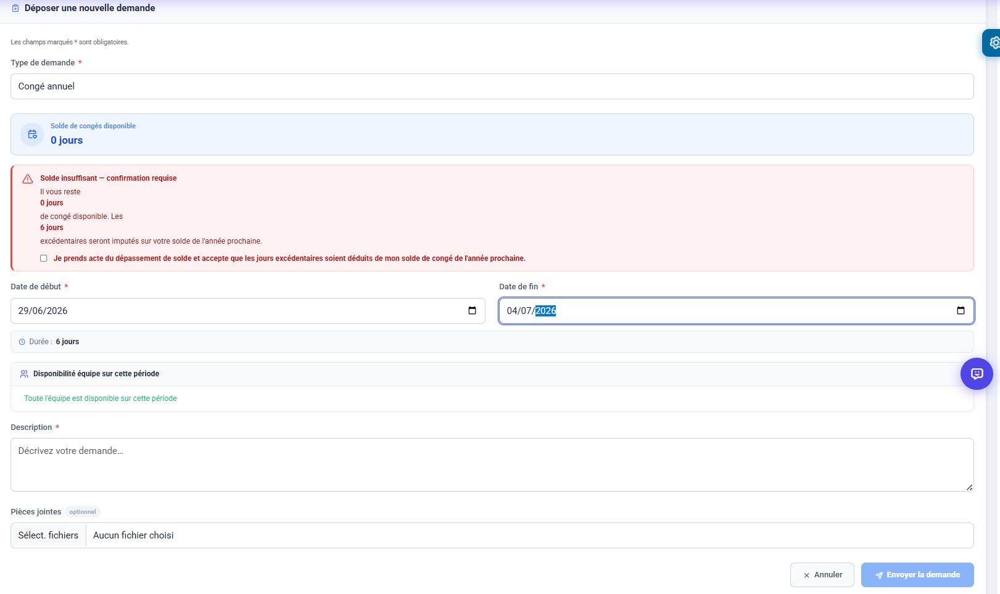 Déposer une nouvelle demande
Les champs marqués * sont obligatoires.
Type de demande *
Congé annuel
Solde de congés disponible
0 jours
Solde insuffisant — confirmation requise
Il vous reste
0 jours
de congé disponible. Les
6 jours
excédentaires seront imputés sur votre solde de l'année prochaine.
Je prends acte du dépassement de solde et accepte que les jours excédentaires soient déduits de mon solde de congé de l'année prochaine.
Date de début *
Date de fin *
29/06/2026
04/07/2026
Durée : 6 jours
Disponibilité équipe sur cette période
Toute l'équipe est disponible sur cette période
Description *
Décrivez votre demande...
Pièces jointes optionnel
Sélect. fichiers Aucun fichier choisi
Annuler
Envoyer la demande